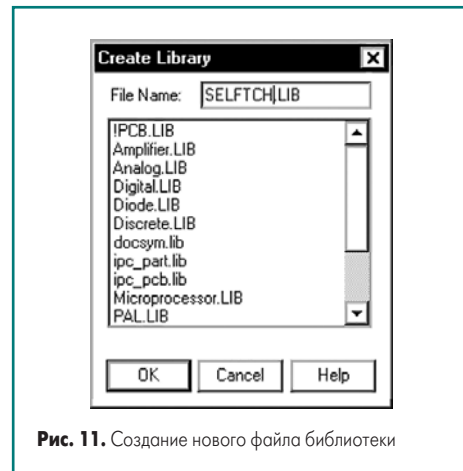 Create Library
File Name: SELFTCH.LIB
!PCB.LIB
Amplifier.LIB
Analog.LIB
Digital.LIB
Diode.LIB
Discrete.LIB
docsym.lib
ipc_part.lib
ipc_pcb.lib
Microprocessor.LIB
PAL.LIB
OK Cancel Help
Рис. 11. Создание нового файла библиотеки